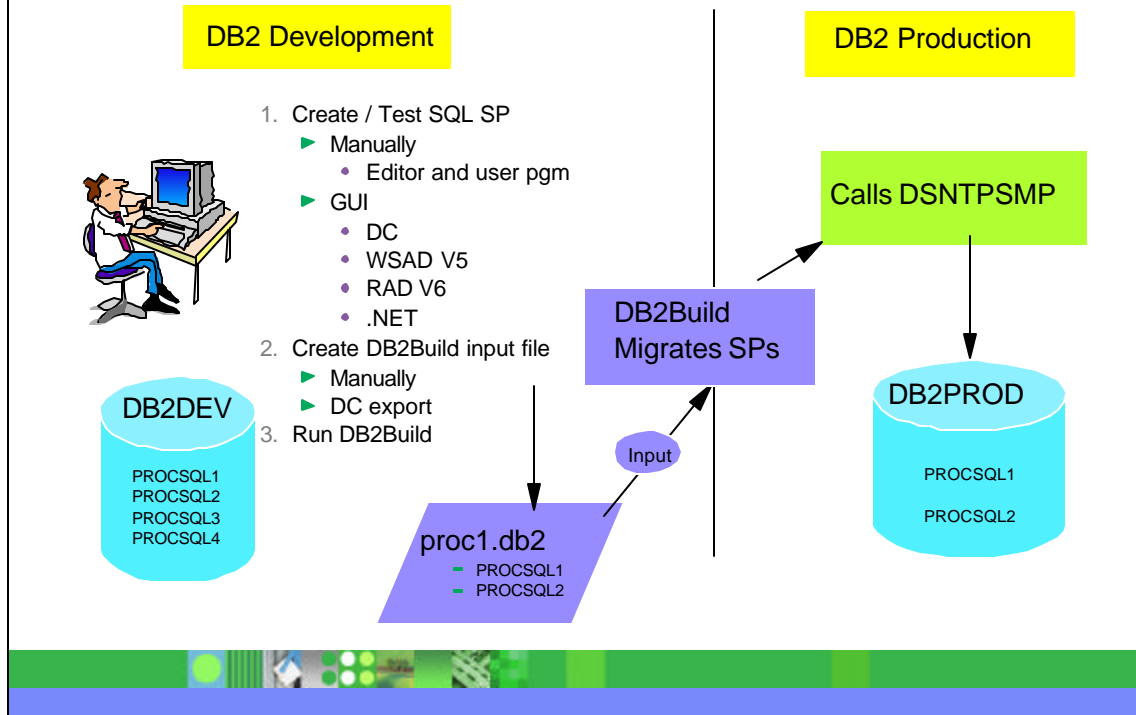 DB2 Development
DB2 Production
1. Create / Test SQL SP
Manually
Editor and user pgm
GUI
DC
WSAD V5
RAD V6
.NET
2. Create DB2Build input file
Manually
DC export
3. Run DB2Build
DB2DEV
PROCSQL1
PROCSQL2
PROCSQL3
PROCSQL4
proc1.db2
PROCSQL1
PROCSQL2
Input
DB2Build
Migrates SPs
Calls DSNTPSMP
DB2PROD
PROCSQL1
PROCSQL2